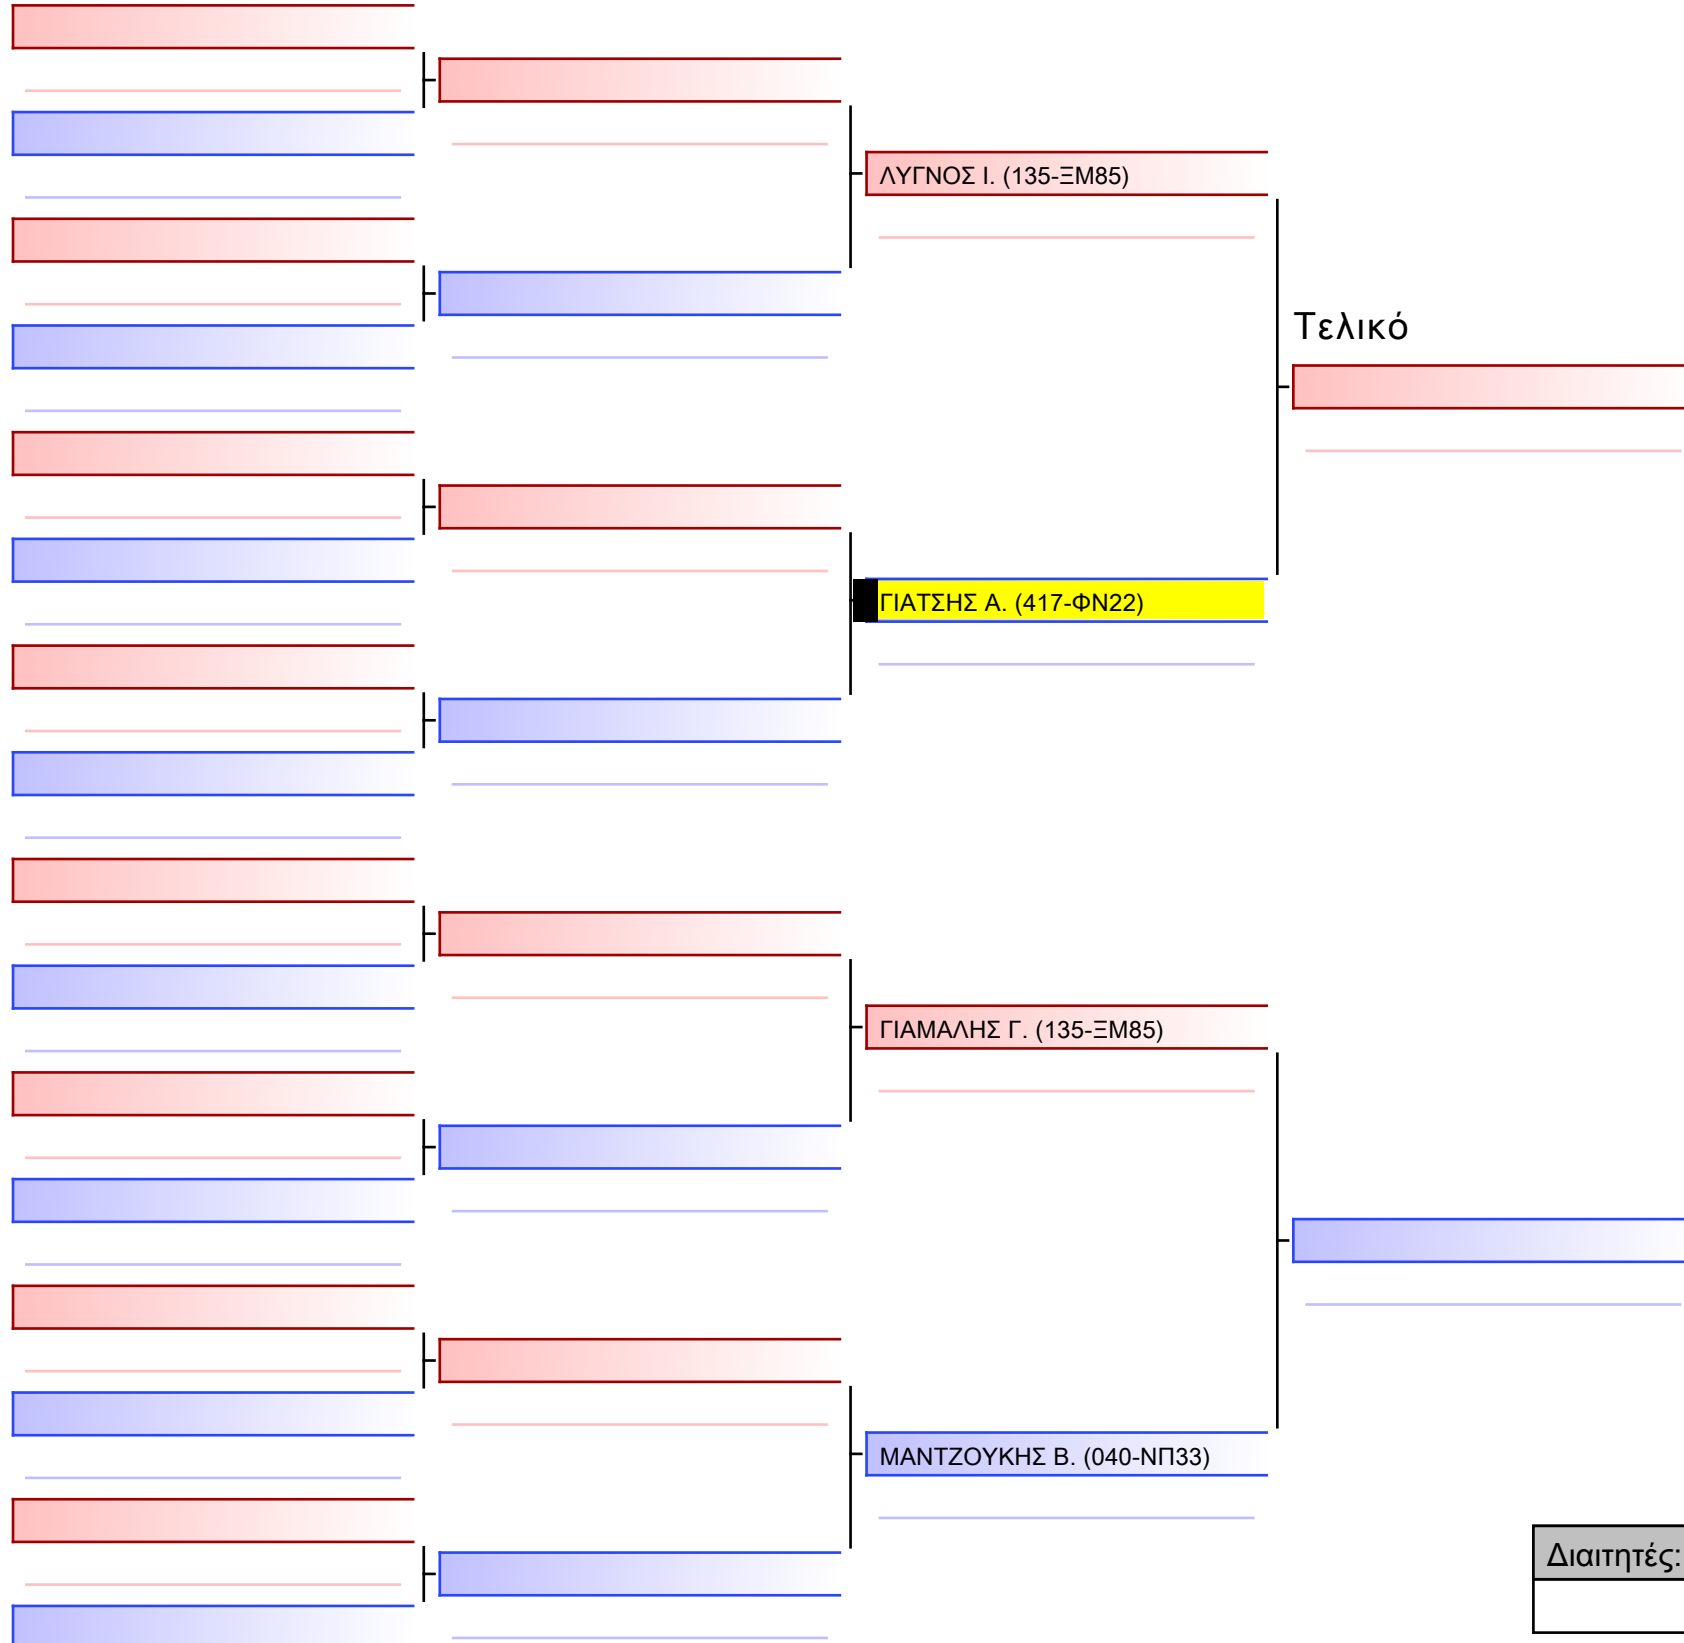 ΛΥΓΝΟΣ Ι. (135-ΞΜ85)
Τελικό
ΓΙΑΤΣΗΣ Α. (417-ΦΝ22)
ΓΙΑΜΑΛΗΣ Γ. (135-ΞΜ85)
ΜΑΝΤΖΟΥΚΗΣ Β. (040-ΝΠ33)
Διαιτητές: